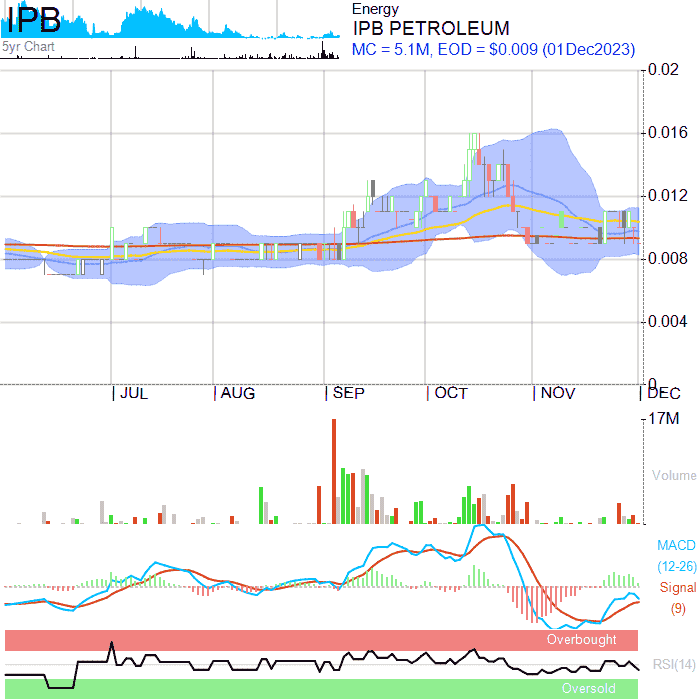 IPB
5yr Chart
Energy
IPB PETROLEUM
MC = 5.1M, EOD = $0.009 (01Dec2023)
0.02
0.016
0.012
0.008
0.004
0
JUL AUG SEP OCT NOV DEC
17M
Volume
MACD
(12-26)
Signal
(9)
Overbought
RSI(14)
Oversold